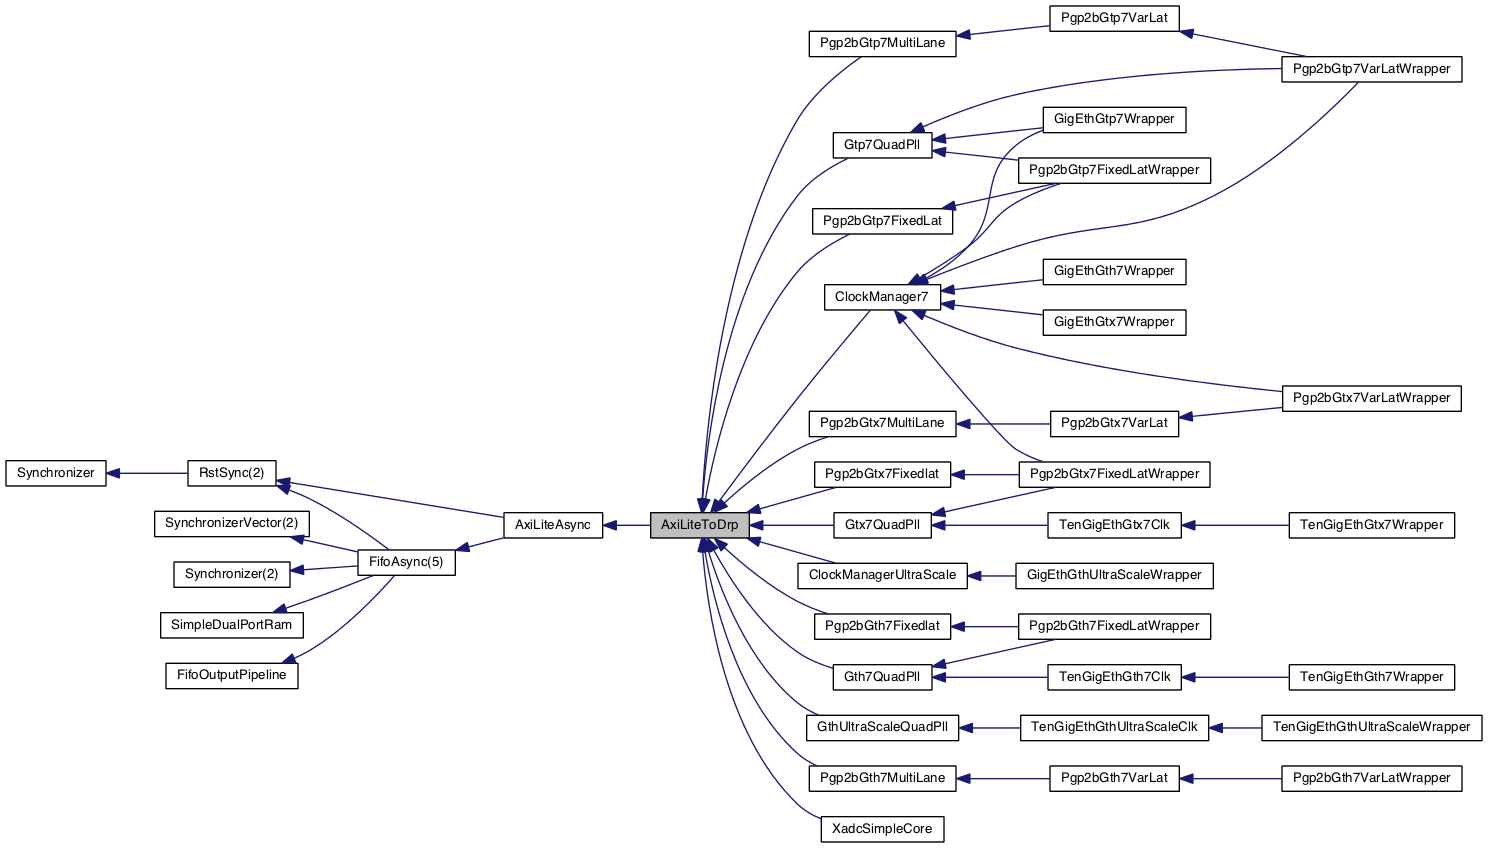 Pgp2bGtp7VarLat
Pgp2bGtp7MultiLane
Pgp2bGtp7VarLatWrapper
GigEthGtp7Wrapper
Gtp7QuadPll
Pgp2bGtp7FixedLatWrapper
Pgp2bGtp7FixedLat
GigEthGth7Wrapper
ClockManager7
GigEthGtx7Wrapper
Pgp2bGtx7VarLatWrapper
Pgp2bGtx7MultiLane
Pgp2bGtx7VarLat
Synchronizer
RstSync(2)
Pgp2bGtx7Fixedlat
Pgp2bGtx7FixedLatWrapper
SynchronizerVector(2)
AxiLiteAsync
AxiLiteToDrp
Gtx7QuadPll
TenGigEthGtx7Clk
TenGigEthGtx7Wrapper
FifoAsync(5)
Synchronizer(2)
ClockManagerUltraScale
GigEthGthUltraScaleWrapper
SimpleDualPortRam
Pgp2bGth7Fixedlat
Pgp2bGth7FixedLatWrapper
FifoOutputPipeline
Gth7QuadPll
TenGigEthGth7Clk
TenGigEthGth7Wrapper
GthUltraScaleQuadPll
TenGigEthGthUltraScaleClk
TenGigEthGthUltraScaleWrapper
Pgp2bGth7MultiLane
Pgp2bGth7VarLat
Pgp2bGth7VarLatWrapper
XadcSimpleCore